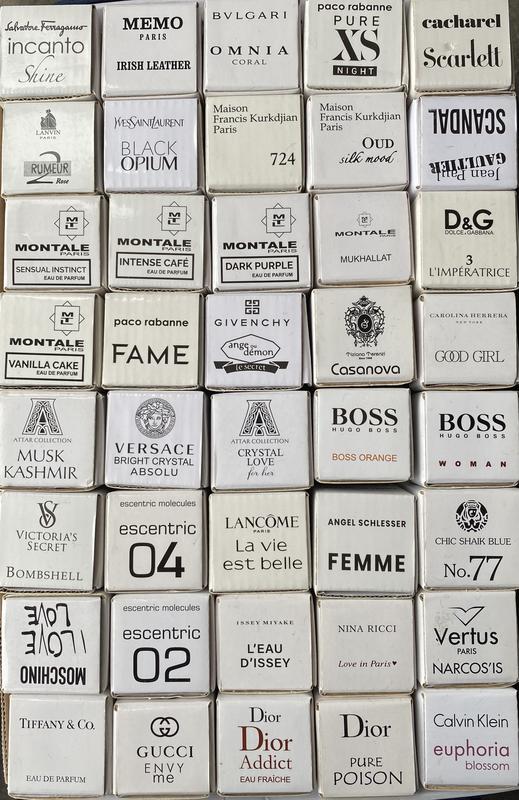 Salvatore Ferragamo
incanto
Shine
MEMO
PARIS
IRISH LEATHER
BVLGARI
OMNIA
CORAL
paco rabanne
PURE
XS
NIGHT
cacharel
Scarlett
LANVIN
PARIS
RUMEUR
2 Rose
YVESSAINTLAURENT
BLACK
OPIUM
Maison
Francis Kurkdjian
Paris
724
Maison
Francis Kurkdjian
Paris
OUD
silk mood
Jean Paul
GAULTIER
SCANDAL
MONTALE
PARIS
SENSUAL INSTINCT
EAU DE PARFUM
MONTALE
PARIS
INTENSE CAFÉ
EAU DE PARFUM
MONTALE
PARIS
DARK PURPLE
EAU DE PARFUM
MONTALE
PARIS
MUKHALLAT
D&G
DOLCE & GABBANA
3
L'IMPÉRATRICE
MONTALE
PARIS
VANILLA CAKE
EAU DE PARFUM
paco rabanne
FAME
GIVENCHY
ange ou
démon
le secret
Tiziana Terenzi
Casanova
CAROLINA HERRERA
NEW YORK
GOOD GIRL
ATTAR COLLECTION
MUSK
KASHMIR
VERSACE
BRIGHT CRYSTAL
ABSOLU
ATTAR COLLECTION
CRYSTAL
LOVE
for her
BOSS
HUGO BOSS
BOSS ORANGE
BOSS
HUGO BOSS
WOMAN
VS
VICTORIA'S
SECRET
BOMBSHELL
escentric molecules
escentric
04
LANCÔME
PARIS
La vie
est belle
ANGEL SCHLESSER
FEMME
CHIC SHAIK BLUE
No.77
MOSCHINO
I LOVE
LOVE
escentric molecules
escentric
02
ISSEY MIYAKE
L'EAU
D'ISSEY
NINA RICCI
Love in Paris♥
Vertus
PARIS
NARCOS'IS
TIFFANY & CO.
EAU DE PARFUM
GUCCI
ENVY
me
Dior
Dior
Addict
EAU FRAÎCHE
Dior
PURE
POISON
Calvin Klein
euphoria
blossom